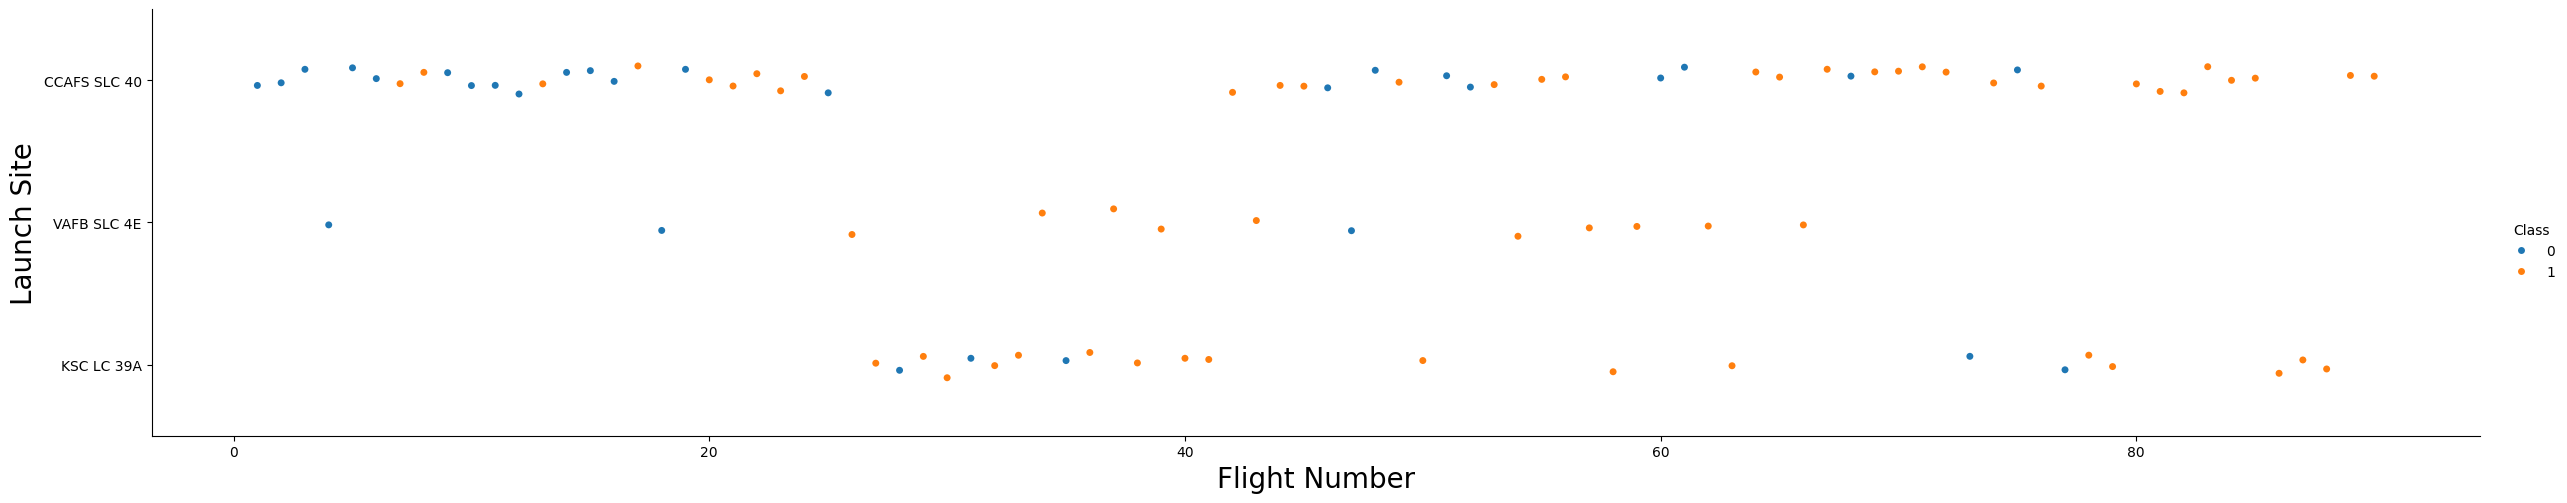 CCAFS SLC 40
VAFB SLC 4E
KSC LC 39A
Launch Site
0 20 40 60 80
Flight Number
Class
0
1